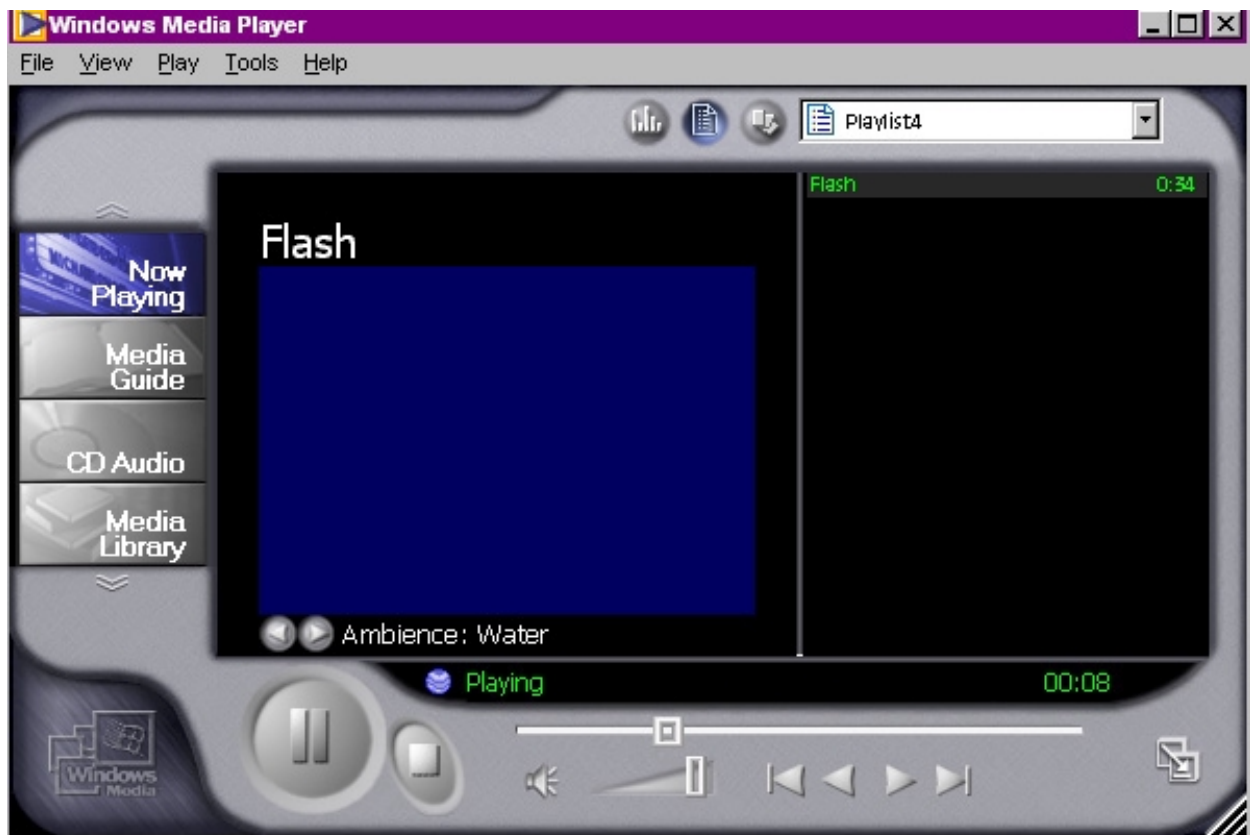 Windows Media Player
File View Play Tools Help
Playlist4
Flash 0:34
Flash
Now
Playing
Media
Guide
CD Audio
Media
Library
Ambience: Water
Playing 00:08
Windows
Media